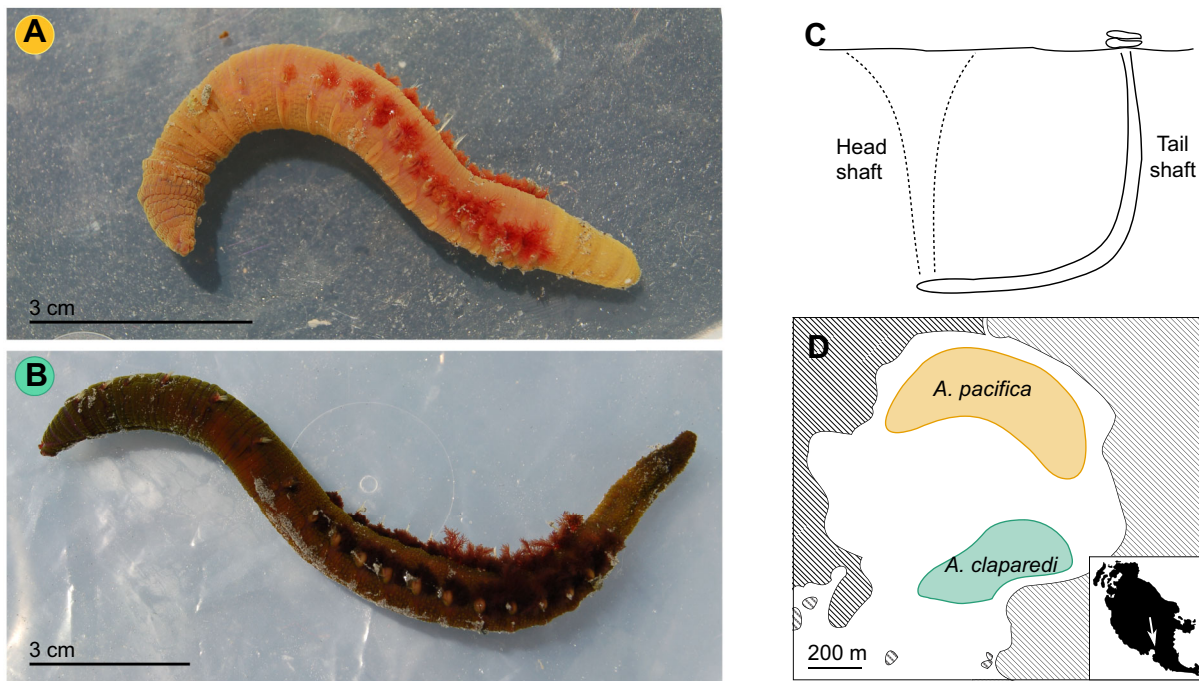 A
3 cm
B
3 cm
C
Head
shaft
Tail
shaft
D
A. pacifica
A. claparedi
200 m